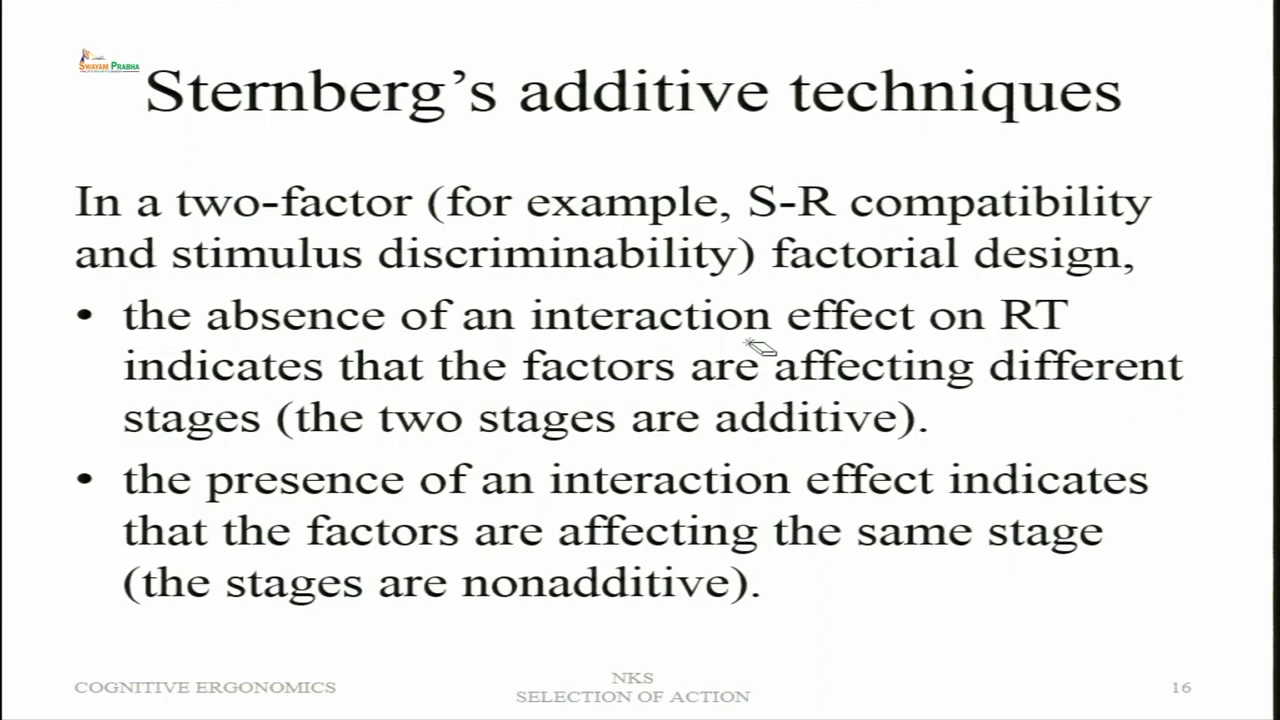 SWAYAM PRABHA
Sternberg's additive techniques
In a two-factor (for example, S-R compatibility
and stimulus discriminability) factorial design,
• the absence of an interaction effect on RT
indicates that the factors are affecting different
stages (the two stages are additive).
• the presence of an interaction effect indicates
that the factors are affecting the same stage
(the stages are nonadditive).
COGNITIVE ERGONOMICS
NKS
SELECTION OF ACTION
16